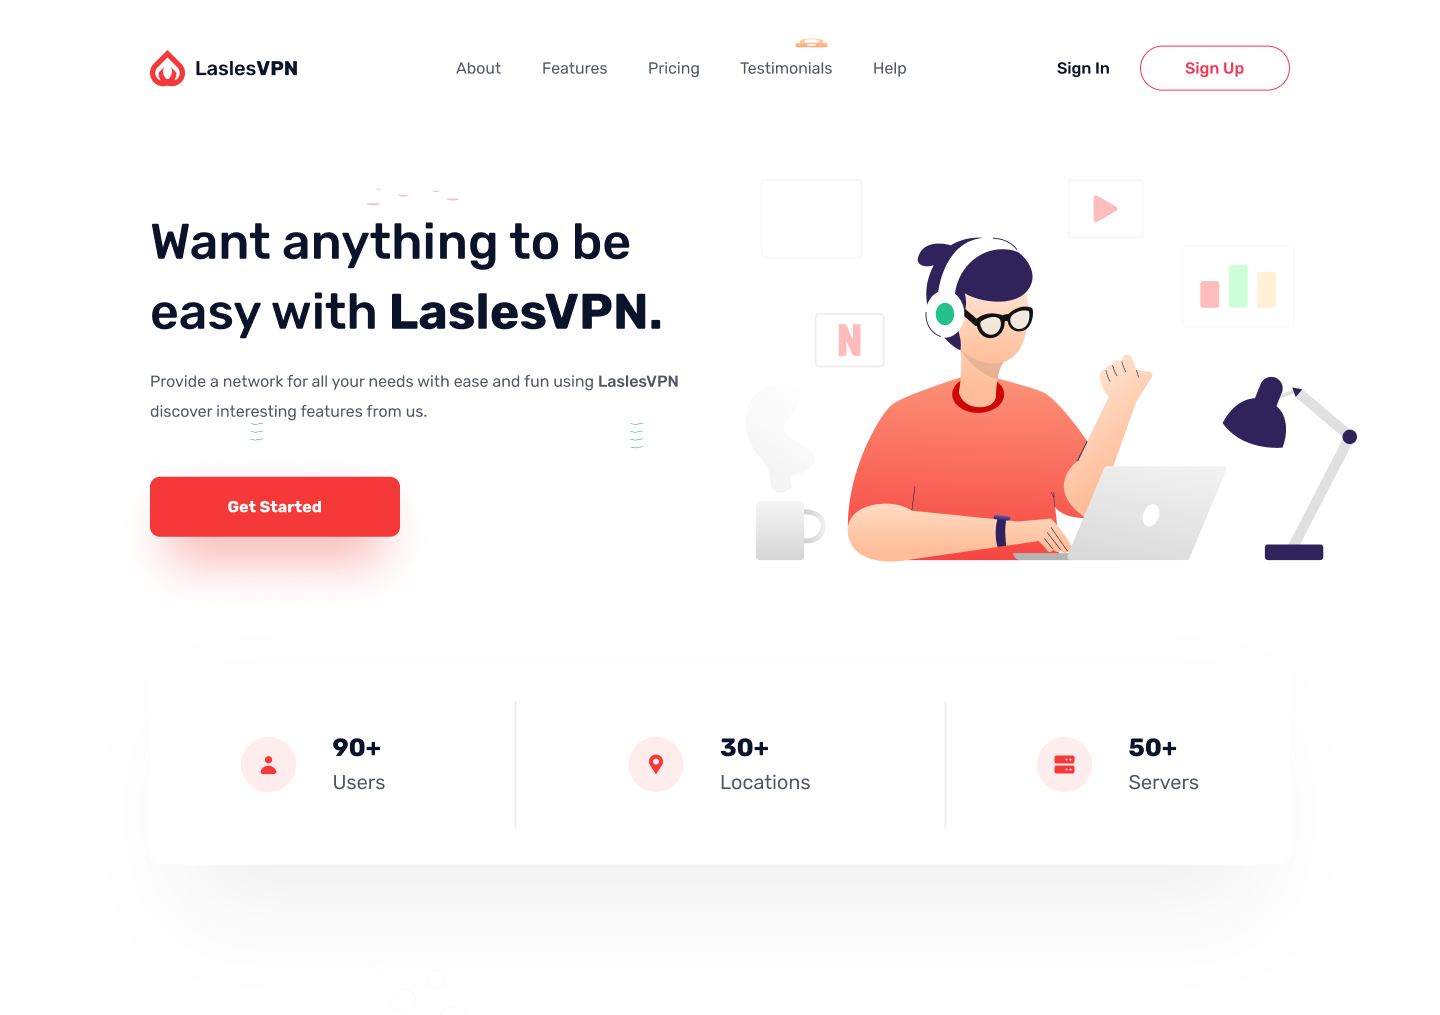 LaslesVPN
About
Features
Pricing
Testimonials
Help
Sign In
Sign Up
Want anything to be
easy with LaslesVPN.
Provide a network for all your needs with ease and fun using LaslesVPN
discover interesting features from us.
Get Started
N
90+
Users
30+
Locations
50+
Servers